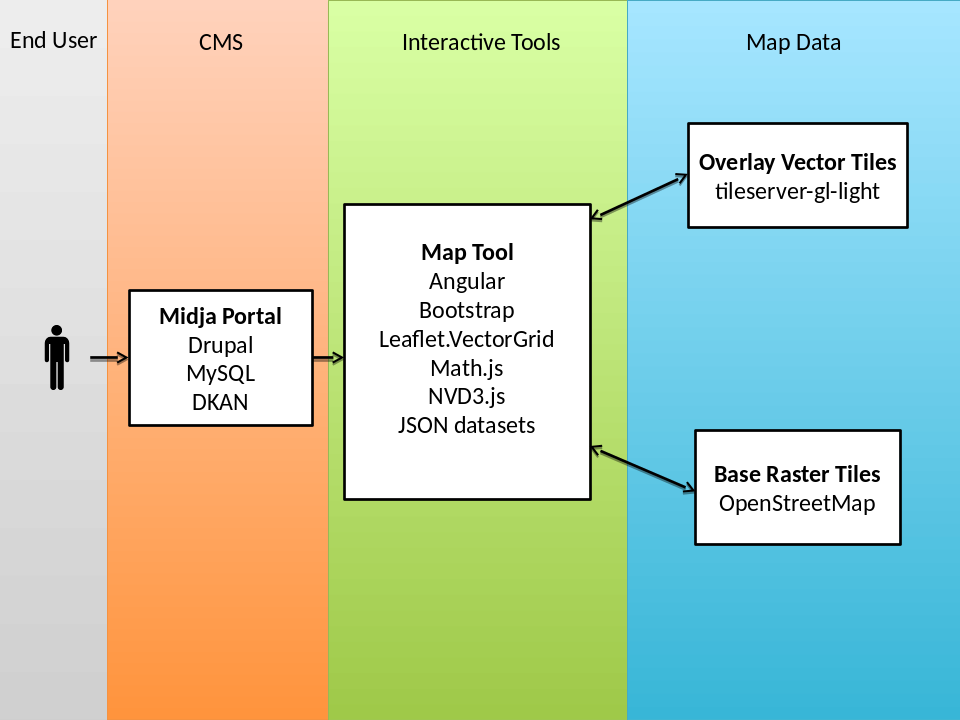 End User
CMS
Interactive Tools
Map Data
Midja Portal
Drupal
MySQL
DKAN
Map Tool
Angular
Bootstrap
Leaflet.VectorGrid
Math.js
NVD3.js
JSON datasets
Overlay Vector Tiles
tileserver-gl-light
Base Raster Tiles
OpenStreetMap